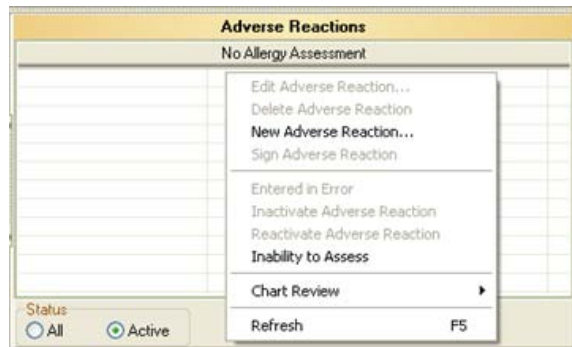 Adverse Reactions
No Allergy Assessment
Edit Adverse Reaction...
Delete Adverse Reaction
New Adverse Reaction...
Sign Adverse Reaction
Entered in Error
Inactivate Adverse Reaction
Reactivate Adverse Reaction
Inability to Assess
Chart Review
Refresh F5
Status
All Active